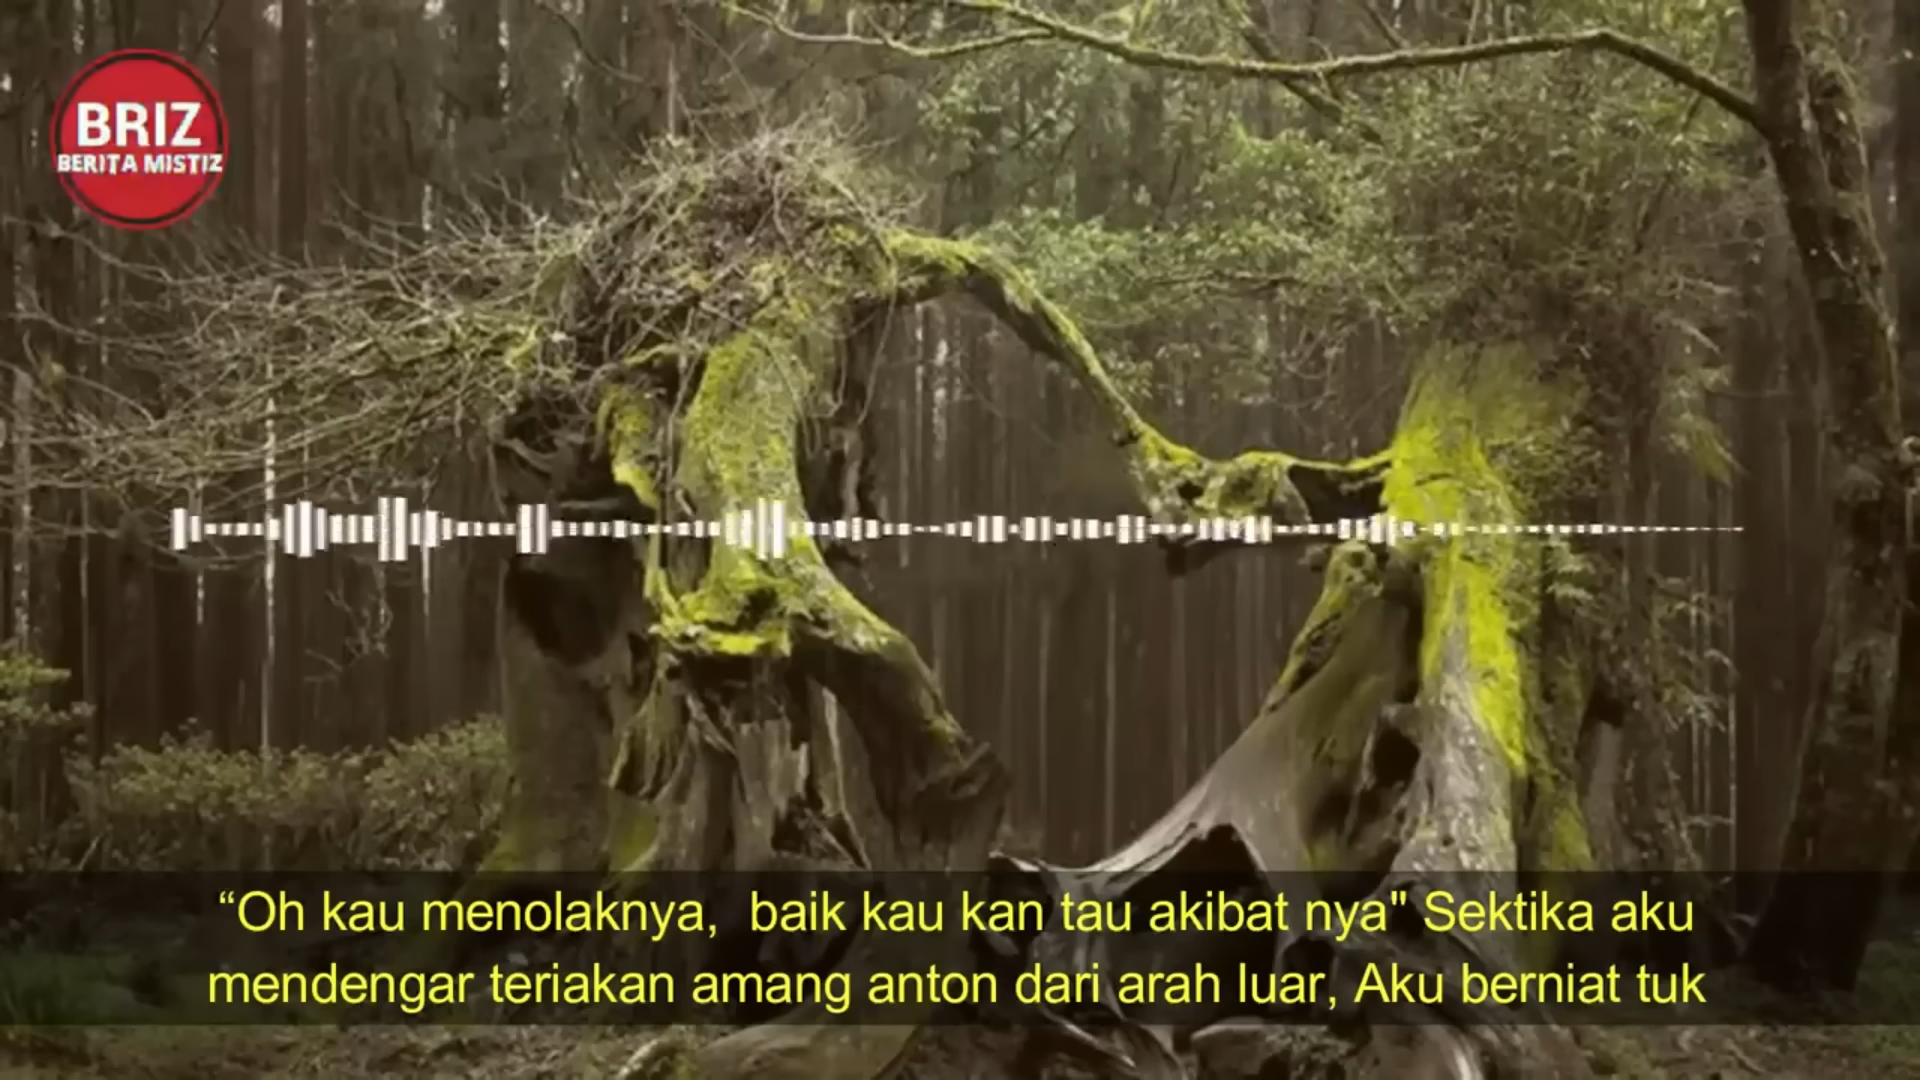 BRIZ
BERITA MISTIZ
“Oh kau menolaknya,  baik kau kan tau akibat nya" Sektika aku
mendengar teriakan amang anton dari arah luar, Aku berniat tuk